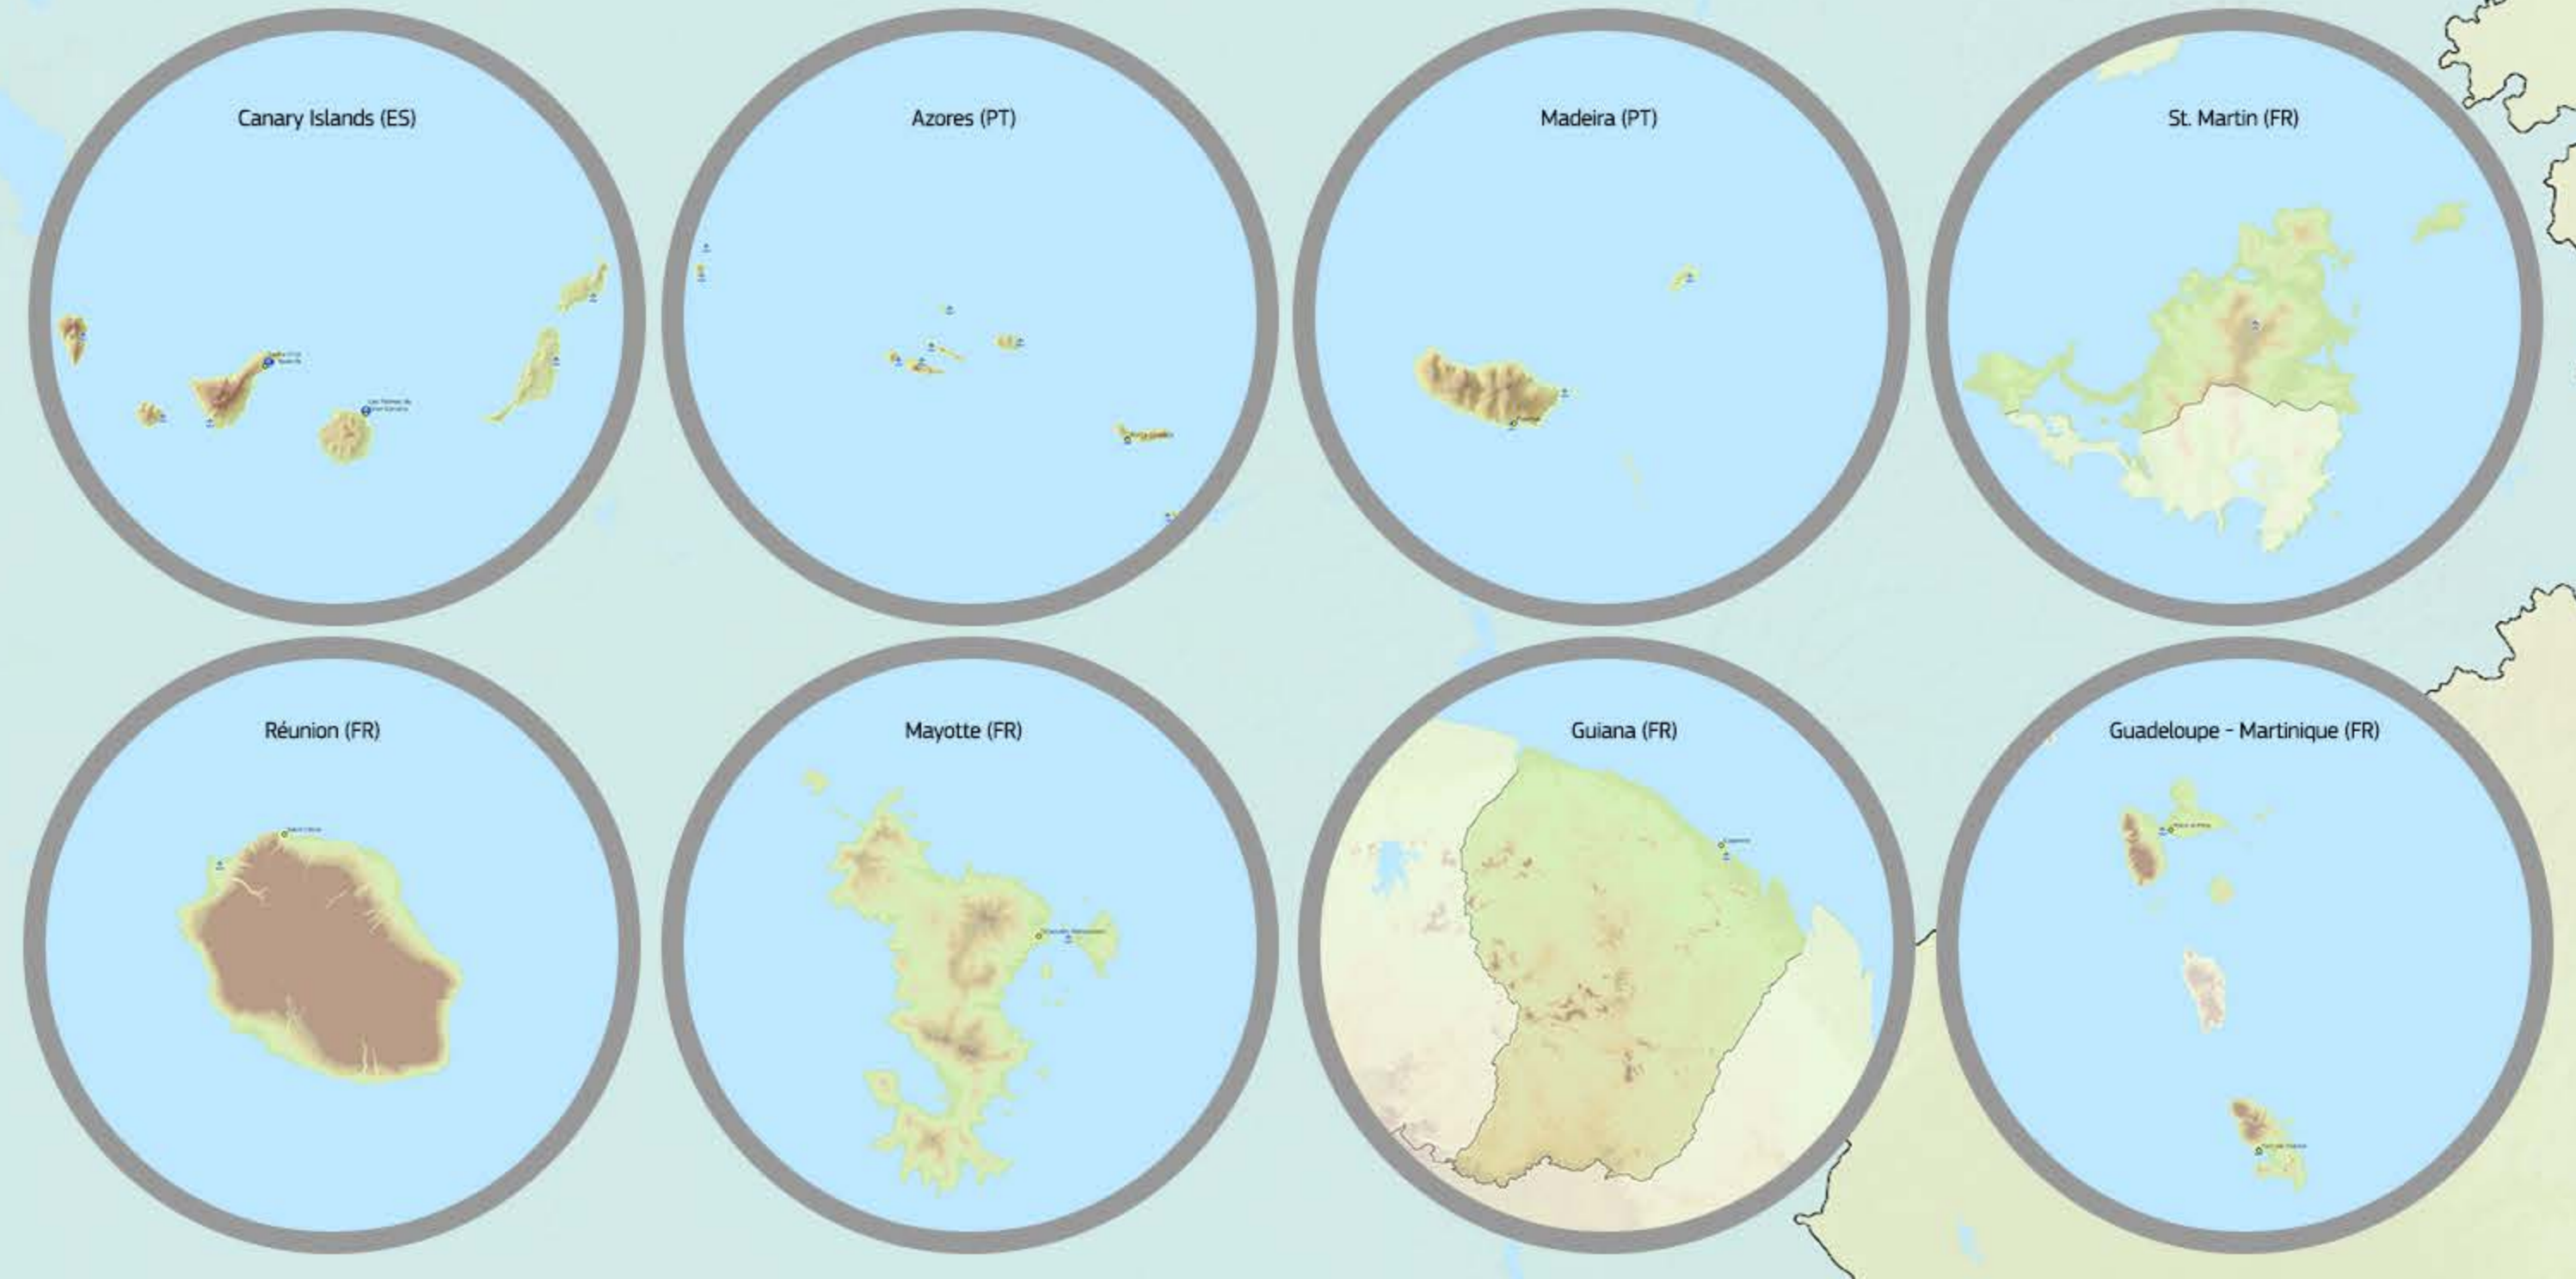 Canary Islands (ES)
Azores (PT)
Madeira (PT)
St. Martin (FR)
Réunion (FR)
Mayotte (FR)
Guiana (FR)
Guadeloupe - Martinique (FR)